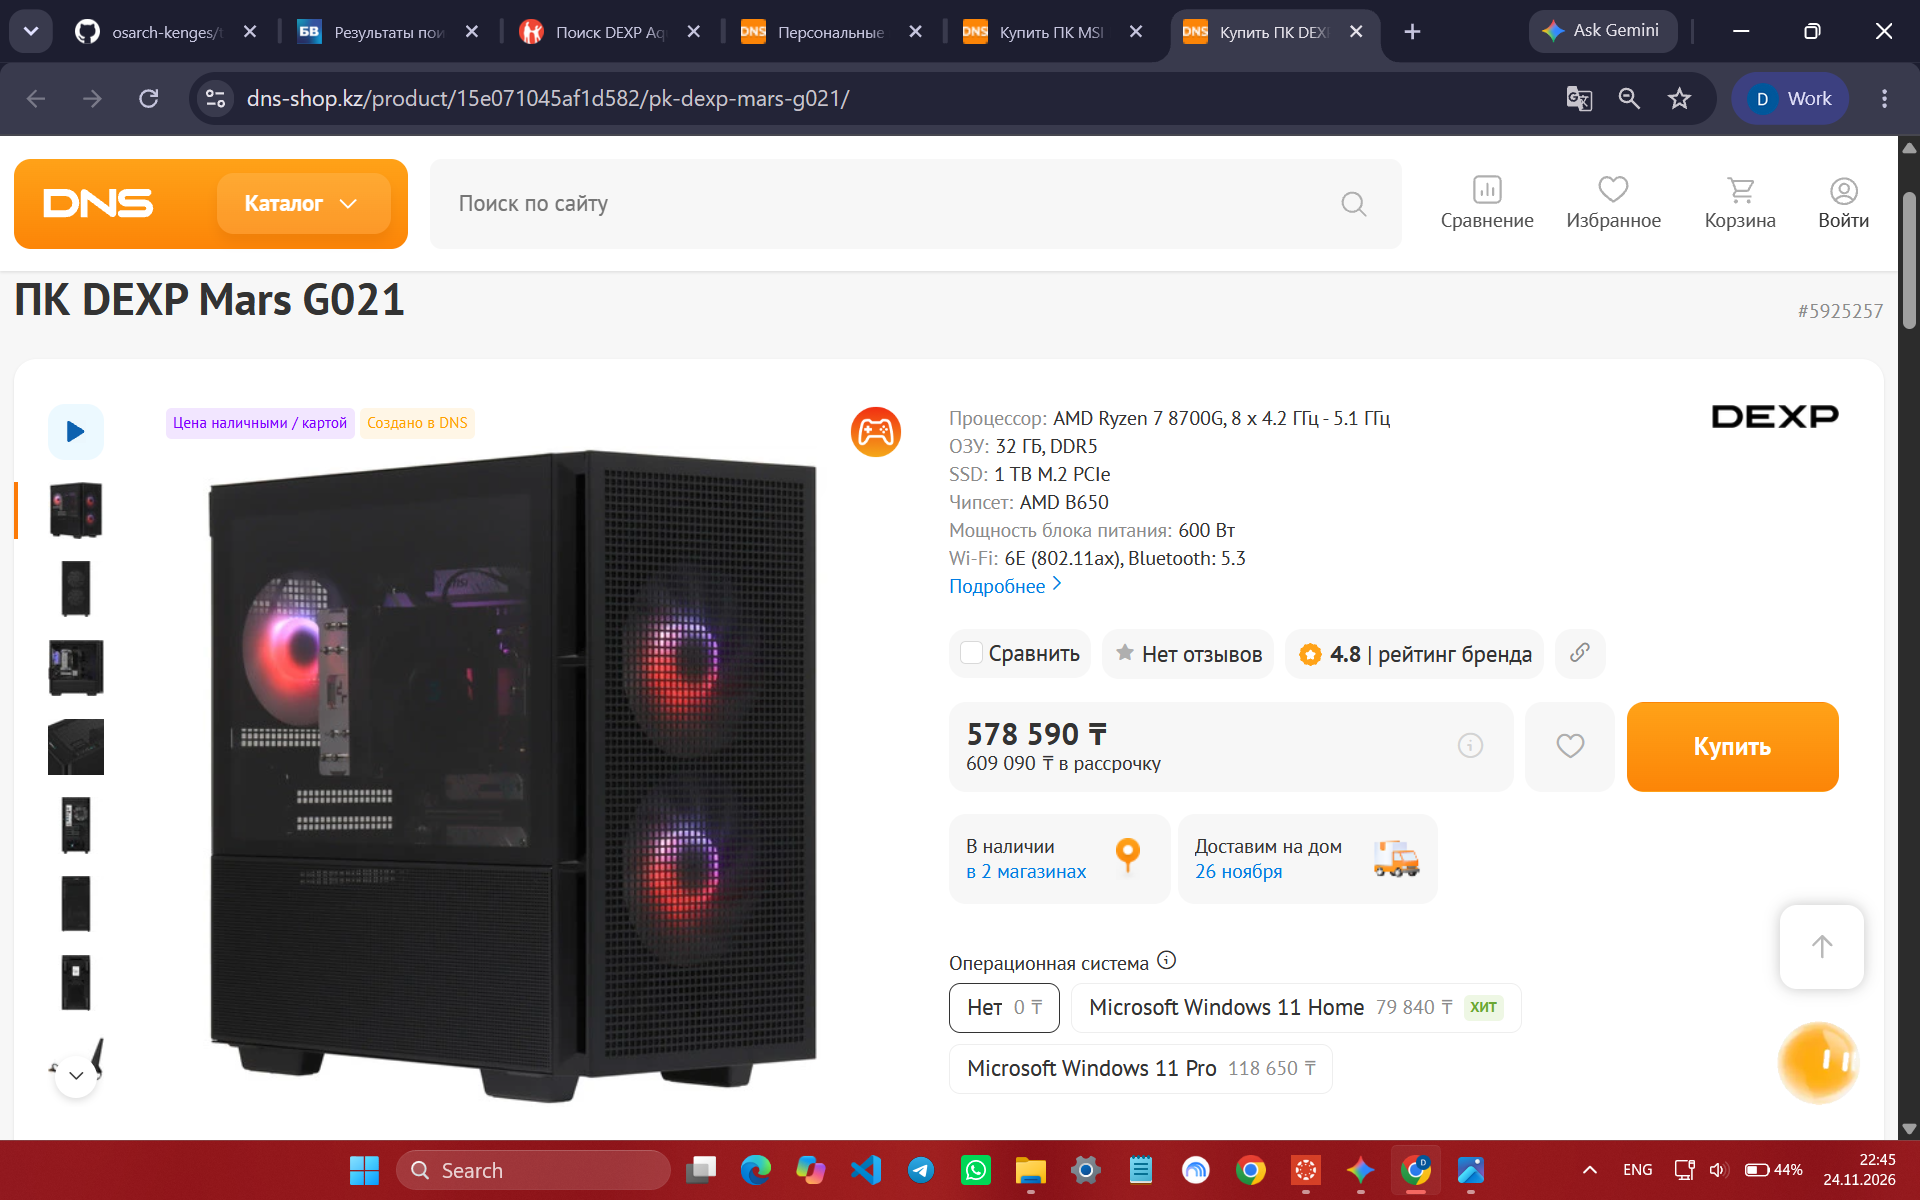 osarch-kenges/t
БВ
Результаты пои
Поиск DEXP Aq
DNS
Персональные
DNS
Купить ПК MSI
DNS
Купить ПК DEX
Ask Gemini
dns-shop.kz/product/15e071045af1d582/pk-dexp-mars-g021/
D
Work
DNS
Каталог
Поиск по сайту
Сравнение
Избранное
Корзина
Войти
ПК DEXP Mars G021
#5925257
Цена наличными / картой
Создано в DNS
DEXP
Процессор: AMD Ryzen 7 8700G, 8 x 4.2 ГГц - 5.1 ГГц
ОЗУ: 32 ГБ, DDR5
SSD: 1 ТВ M.2 PCIe
Чипсет: AMD B650
Мощность блока питания: 600 Вт
Wi-Fi: 6E (802.11ax), Bluetooth: 5.3
Подробнее
Сравнить
Нет отзывов
4.8 | рейтинг бренда
578 590 ₸
609 090 ₸ в рассрочку
Купить
В наличии
в 2 магазинах
Доставим на дом
26 ноября
Операционная система
Нет 0 ₸
Microsoft Windows 11 Home 79 840 ₸ ХИТ
Microsoft Windows 11 Pro 118 650 ₸
Search
D
ENG
44%
22:45
24.11.2026